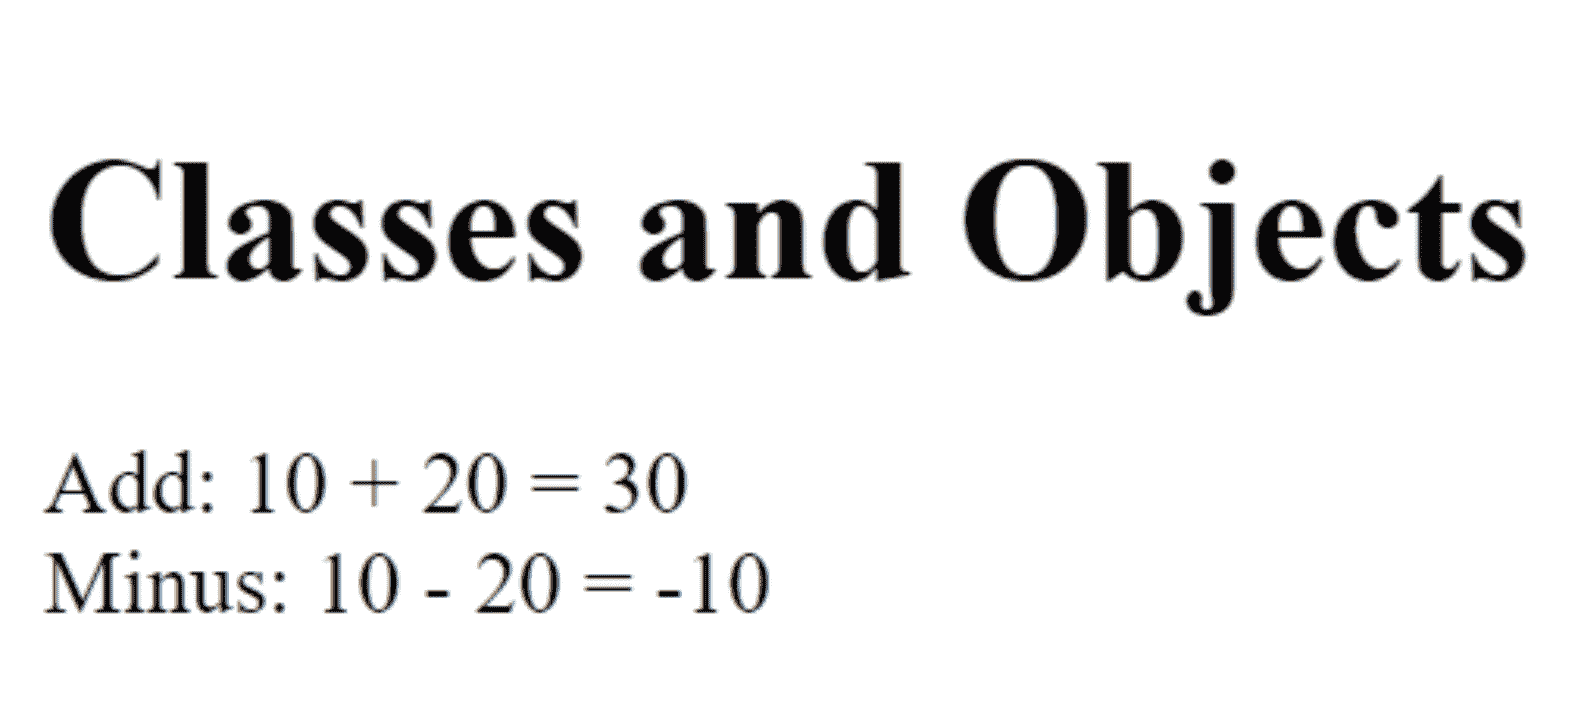 Classes and Objects
Add: 10 + 20 = 30
Minus: 10 - 20 = -10